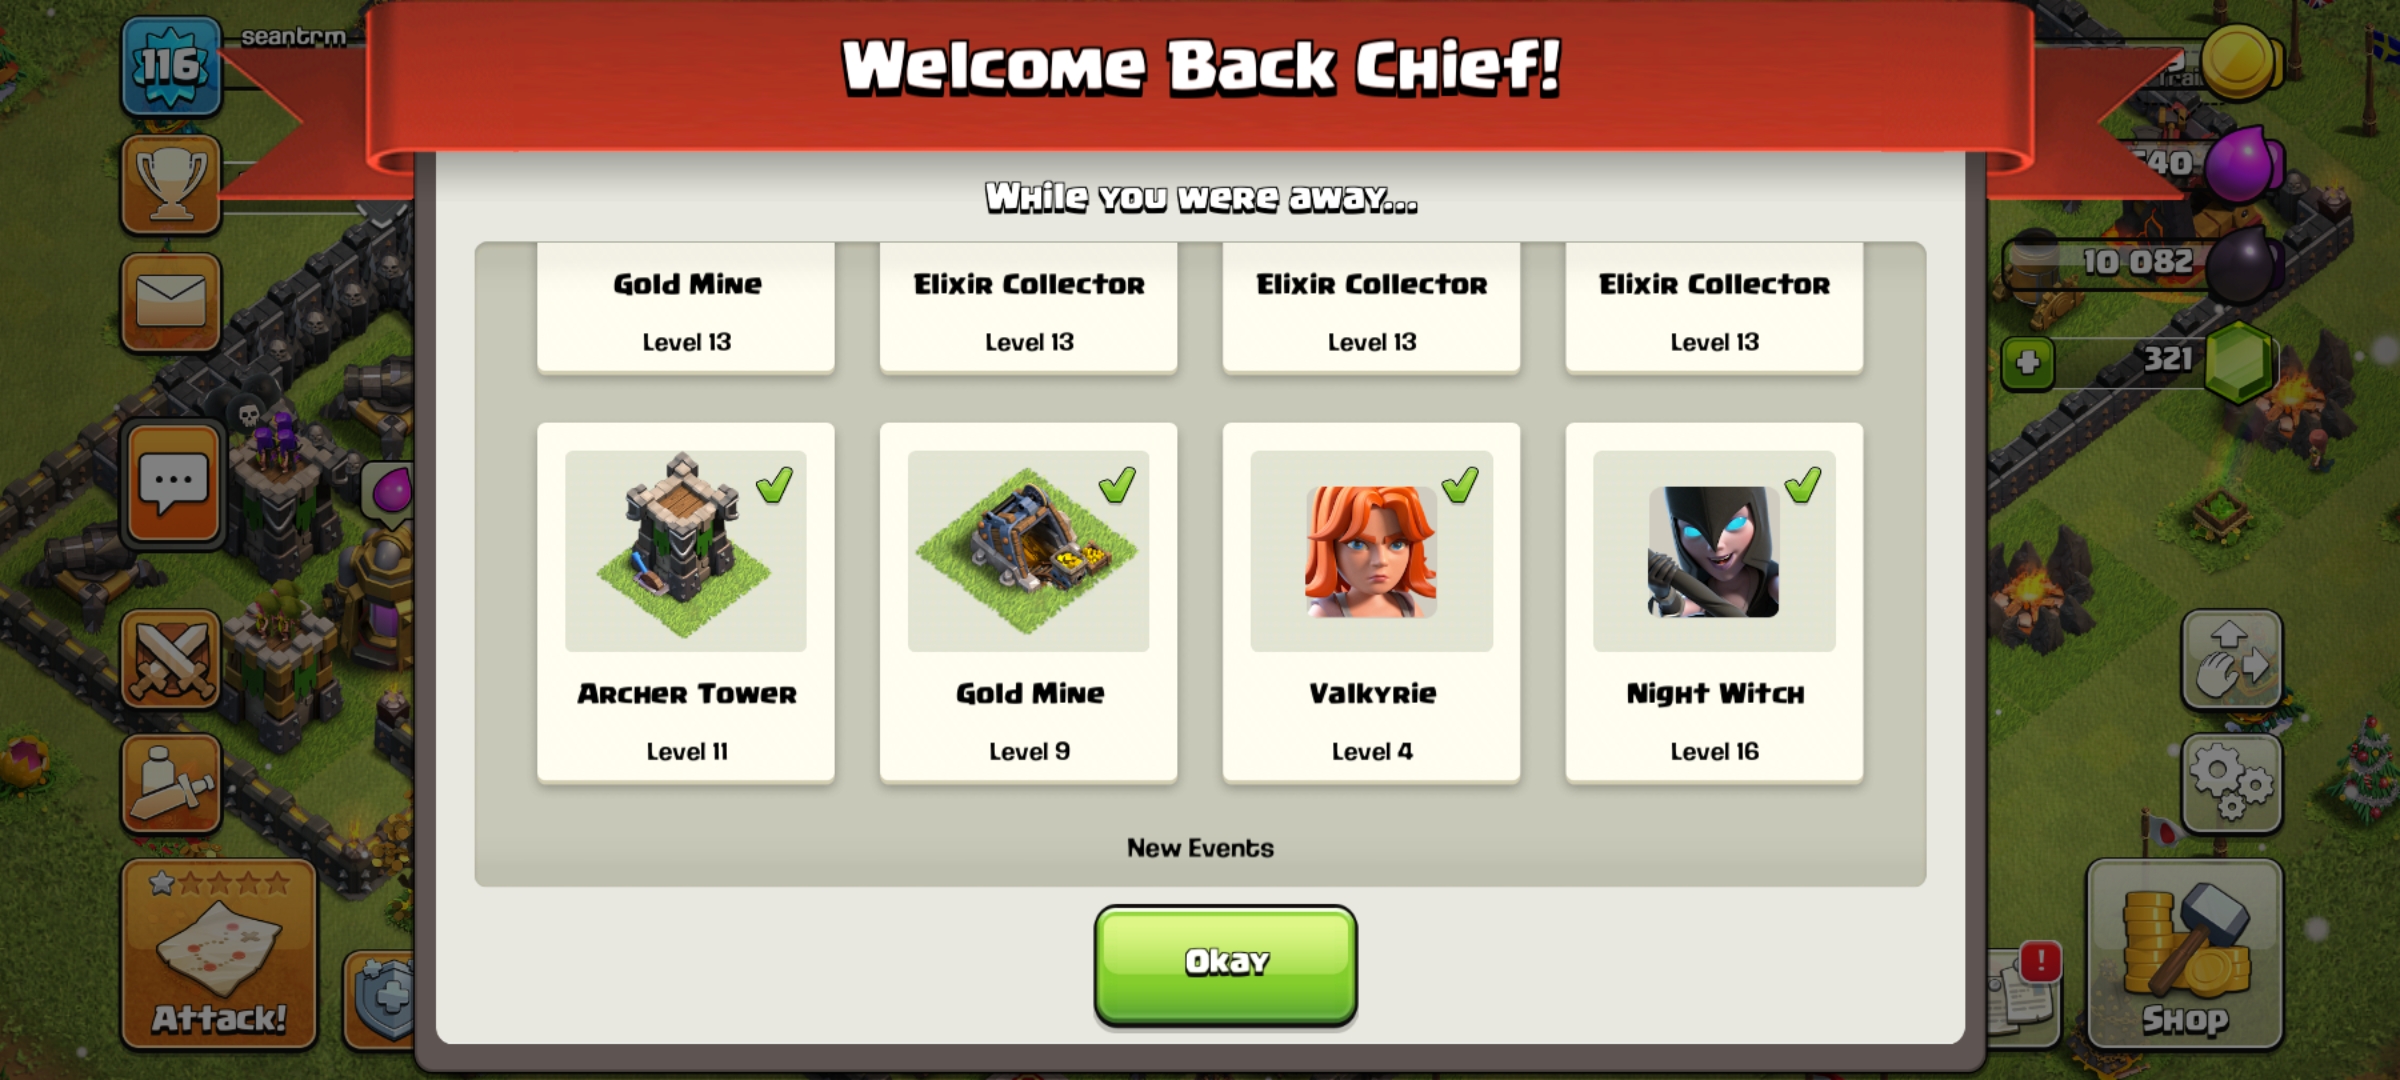 Welcome Back Chief!
116
seantrm
While you were away...
Gold Mine
Level 13
Elixir Collector
Level 13
Elixir Collector
Level 13
Elixir Collector
Level 13
10 082
321
Archer Tower
Level 11
Gold Mine
Level 9
Valkyrie
Level 4
Night Witch
Level 16
New Events
Okay
Attack!
!
Shop